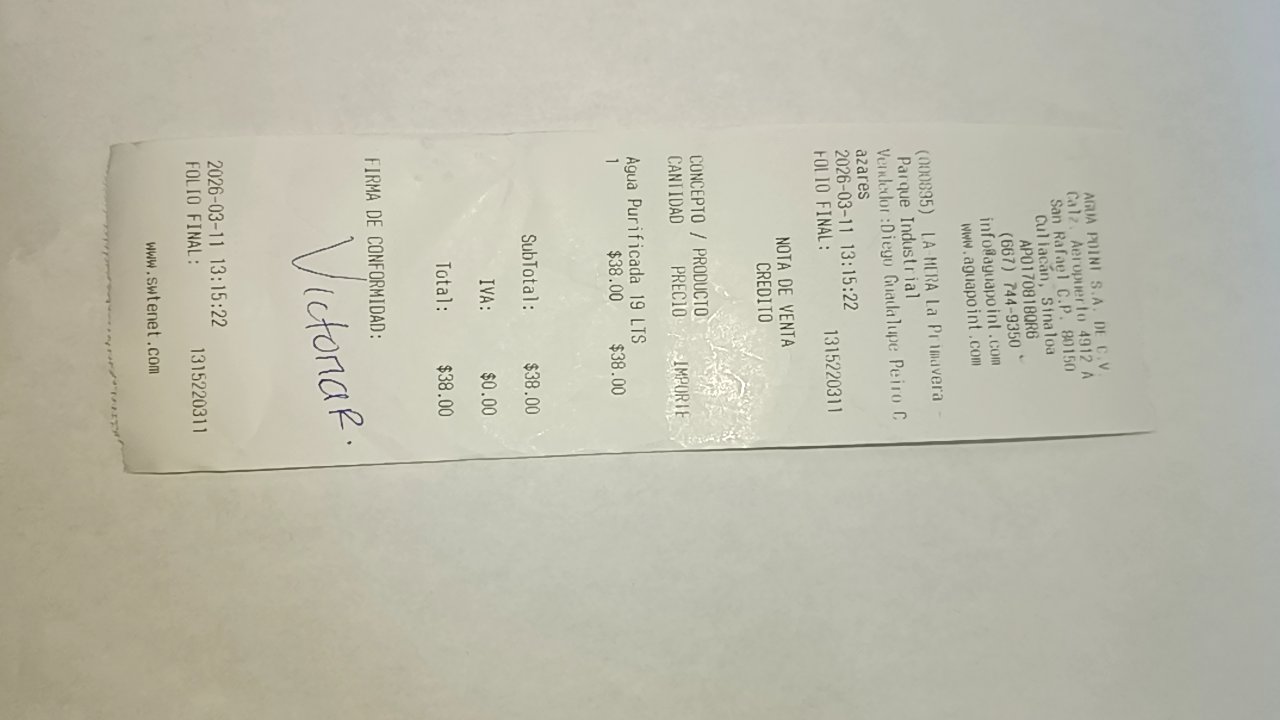 AGUA POINT S.A. DE C.V.
Calz. Aeropuerto 4912 A
San Rafael C.P. 80150
Culiacán, Sinaloa
APO170818QR6
(667) 744-9350
info@aguapoint.com
www.aguapoint.com
(000895) LA MERA La Primavera -
Parque Industrial
Vendedor:Diego Guadalupe Peiro C
azares
2026-03-11 13:15:22
FOLIO FINAL: 1315220311
NOTA DE VENTA
CREDITO
CONCEPTO / PRODUCTO
CANTIDAD PRECIO IMPORTE
Agua Purificada 19 LTS
1 $38.00 $38.00
SubTotal: $38.00
IVA: $0.00
Total: $38.00
FIRMA DE CONFORMIDAD:
Victoria R.
2026-03-11 13:15:22
FOLIO FINAL: 1315220311
www.swtenet.com